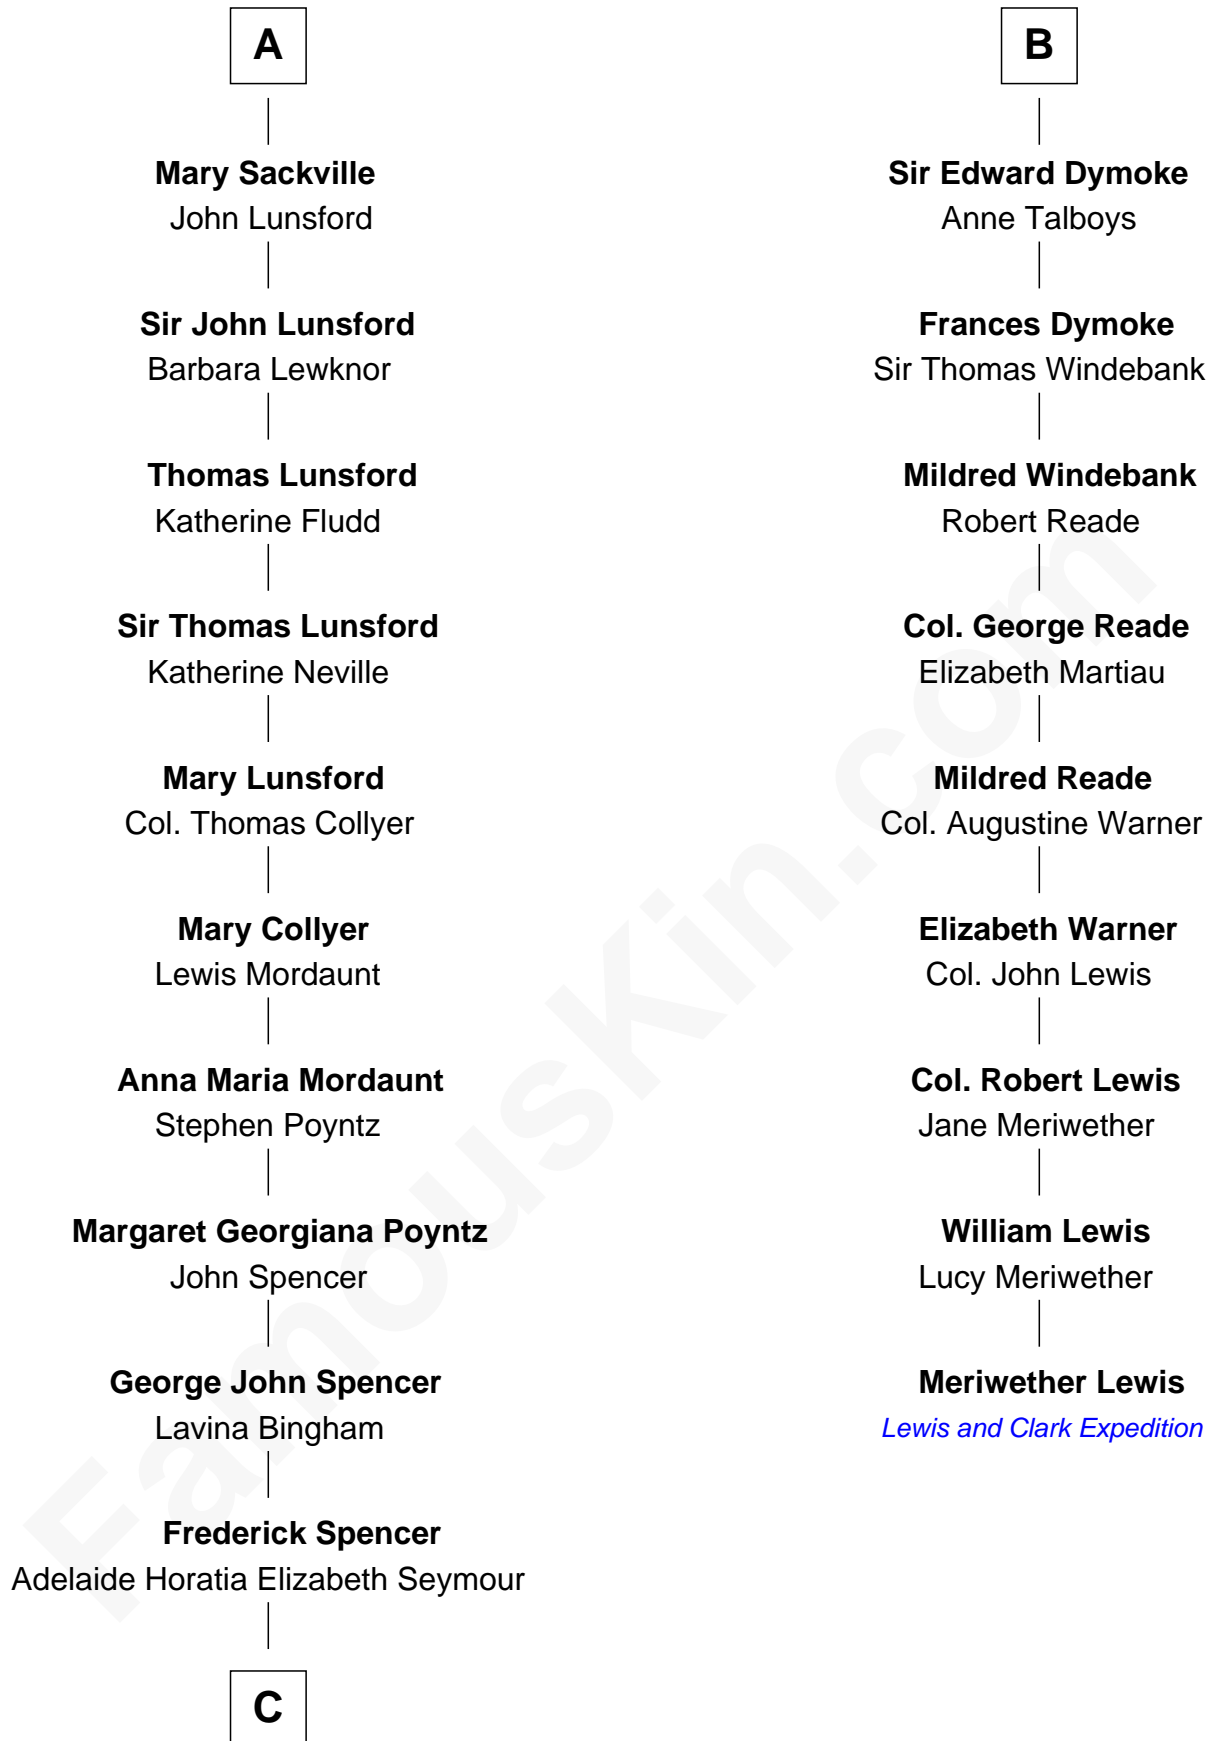 A
Mary Sackville
John Lunsford
Sir John Lunsford
Barbara Lewknor
Thomas Lunsford
Katherine Fludd
Sir Thomas Lunsford
Katherine Neville
Mary Lunsford
Col. Thomas Collyer
Mary Collyer
Lewis Mordaunt
Anna Maria Mordaunt
Stephen Poyntz
Margaret Georgiana Poyntz
John Spencer
George John Spencer
Lavina Bingham
Frederick Spencer
Adelaide Horatia Elizabeth Seymour
C
B
Sir Edward Dymoke
Anne Talboys
Frances Dymoke
Sir Thomas Windebank
Mildred Windebank
Robert Reade
Col. George Reade
Elizabeth Martiau
Mildred Reade
Col. Augustine Warner
Elizabeth Warner
Col. John Lewis
Col. Robert Lewis
Jane Meriwether
William Lewis
Lucy Meriwether
Meriwether Lewis
Lewis and Clark Expedition
FamousKin.com